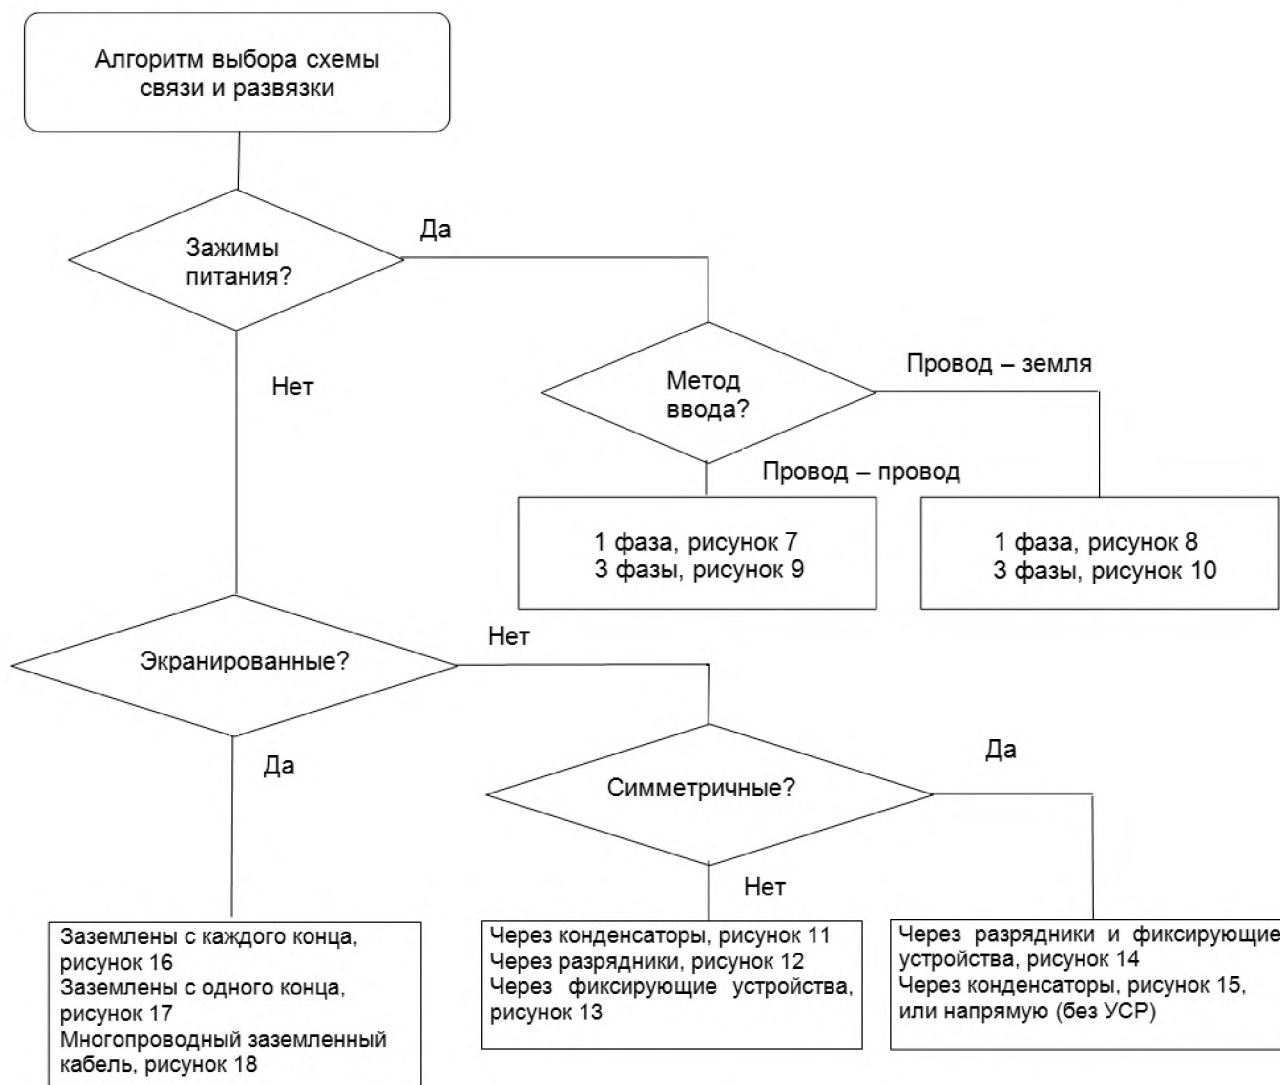 Алгоритм выбора схемы
связи и развязки
Да
Зажимы
питания?
Провод – земля
Метод
ввода?
Нет
Провод – провод
1 фаза, рисунок 7
3 фазы, рисунок 9
1 фаза, рисунок 8
3 фазы, рисунок 10
Нет
Экранированные?
Да
Да
Симметричные?
Нет
Заземлены с каждого конца,
рисунок 16
Заземлены с одного конца,
рисунок 17
Многопроводный заземленный
кабель, рисунок 18
Через конденсаторы, рисунок 11
Через разрядники, рисунок 12
Через фиксирующие устройства,
рисунок 13
Через разрядники и фиксирующие
устройства, рисунок 14
Через конденсаторы, рисунок 15,
или напрямую (без УСР)